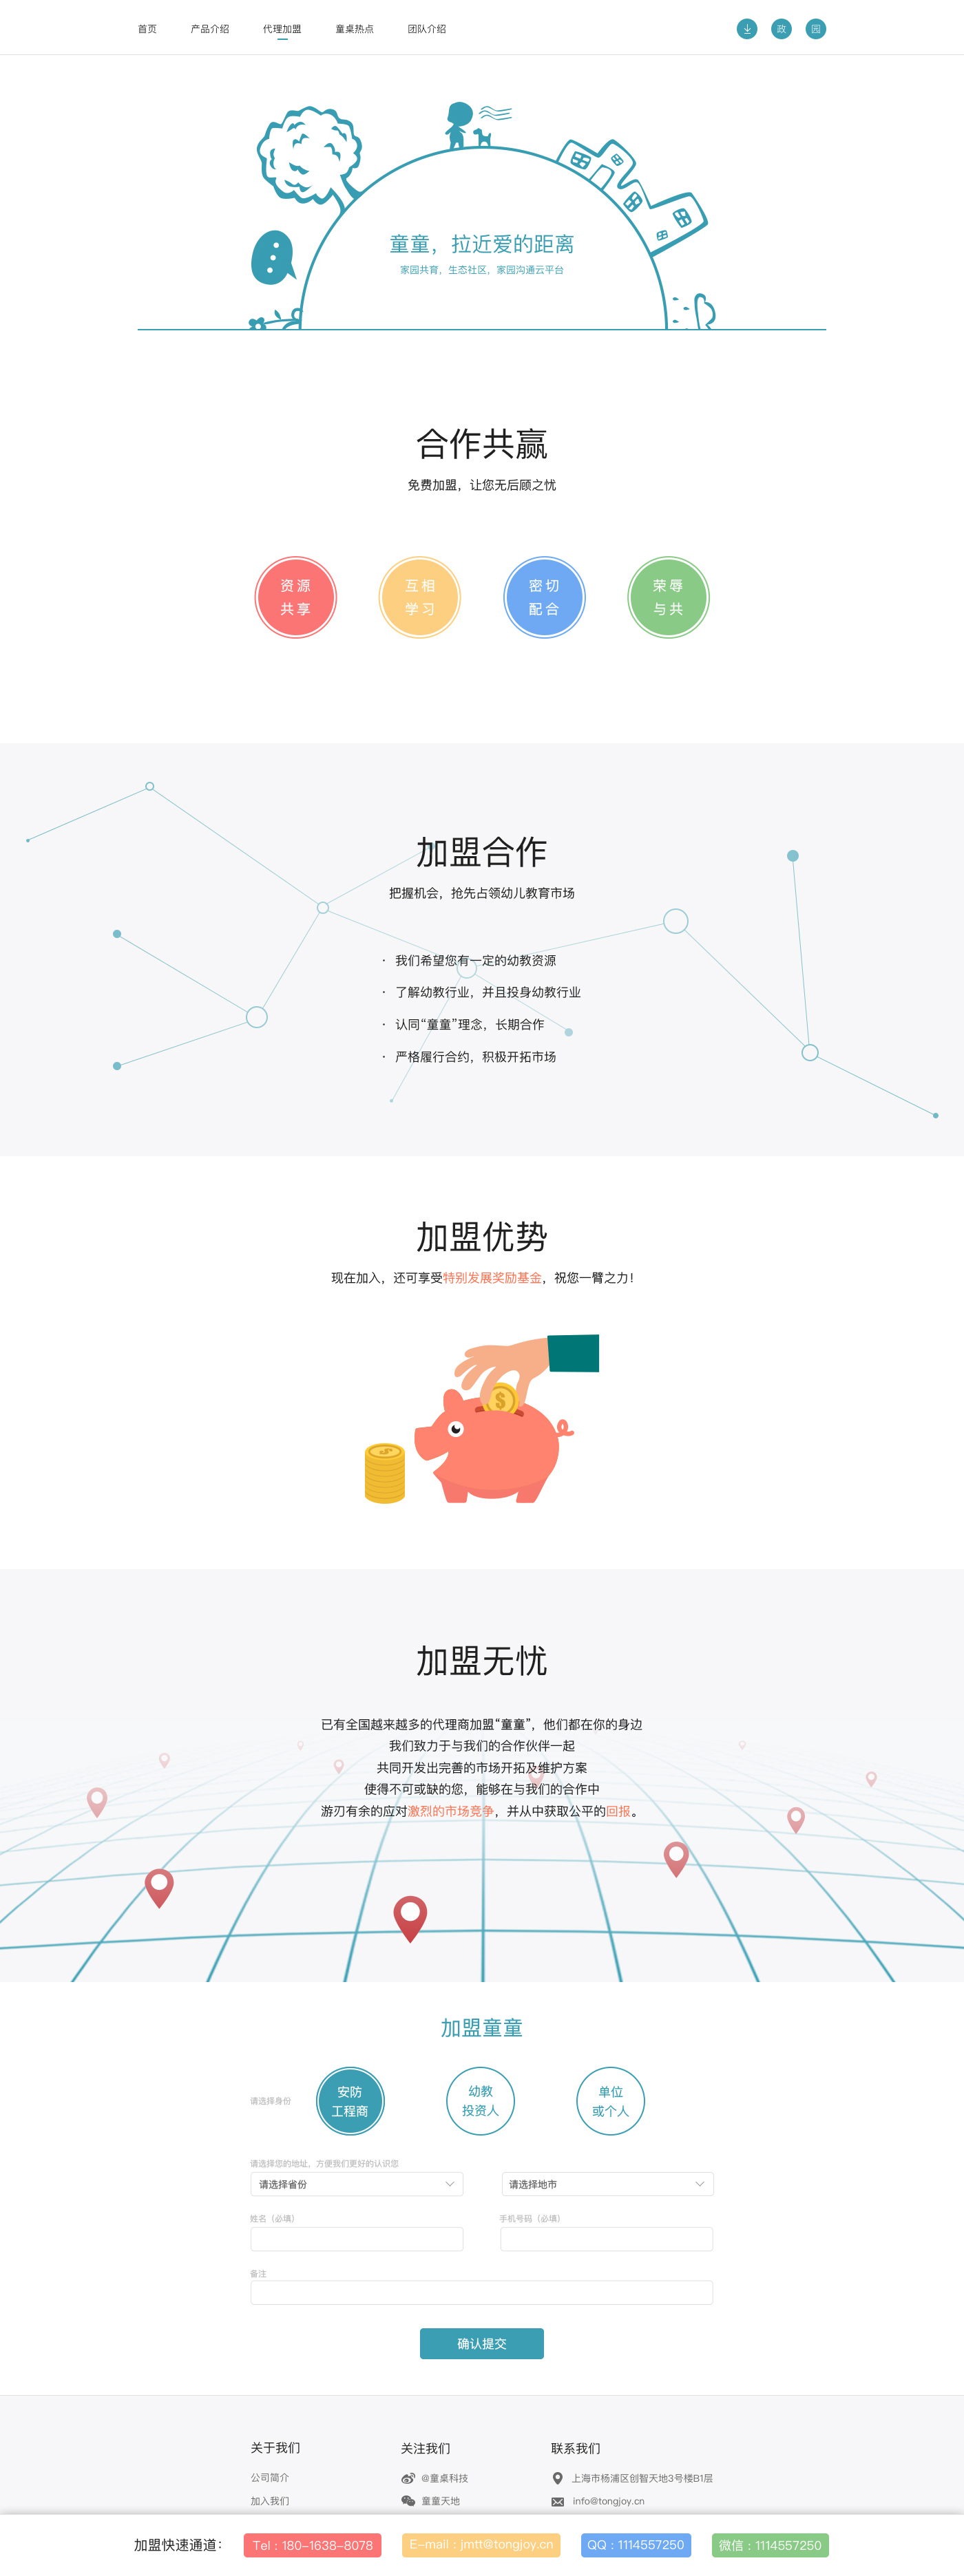 首页 产品介绍 代理加盟 童桌热点 团队介绍 政 园
童童，拉近爱的距离
家园共育，生态社区，家园沟通云平台
合作共赢
免费加盟，让您无后顾之忧
资源 互相 密切 荣辱
共享 学习 配合 与共
加盟合作
把握机会，抢先占领幼儿教育市场
· 我们希望您有一定的幼教资源
· 了解幼教行业，并且投身幼教行业
· 认同“童童”理念，长期合作
· 严格履行合约，积极开拓市场
加盟优势
现在加入，还可享受特别发展奖励基金，祝您一臂之力！
加盟无忧
已有全国越来越多的代理商加盟“童童”，他们都在你的身边
我们致力于与我们的合作伙伴一起
共同开发出完善的市场开拓及维护方案
使得不可或缺的您，能够在与我们的合作中
游刃有余的应对激烈的市场竞争，并从中获取公平的回报。
加盟童童
请选择身份
安防 幼教 单位
工程商 投资人 或个人
请选择您的地址，方便我们更好的认识您
请选择省份 请选择地市
姓名（必填） 手机号码（必填）
备注
确认提交
关于我们 关注我们 联系我们
公司简介 @童桌科技 上海市杨浦区创智天地3号楼B1层
加入我们 童童天地 info@tongjoy.cn
加盟快速通道： Tel : 180-1638-8078 E-mail : jmtt@tongjoy.cn QQ : 1114557250 微信 : 1114557250